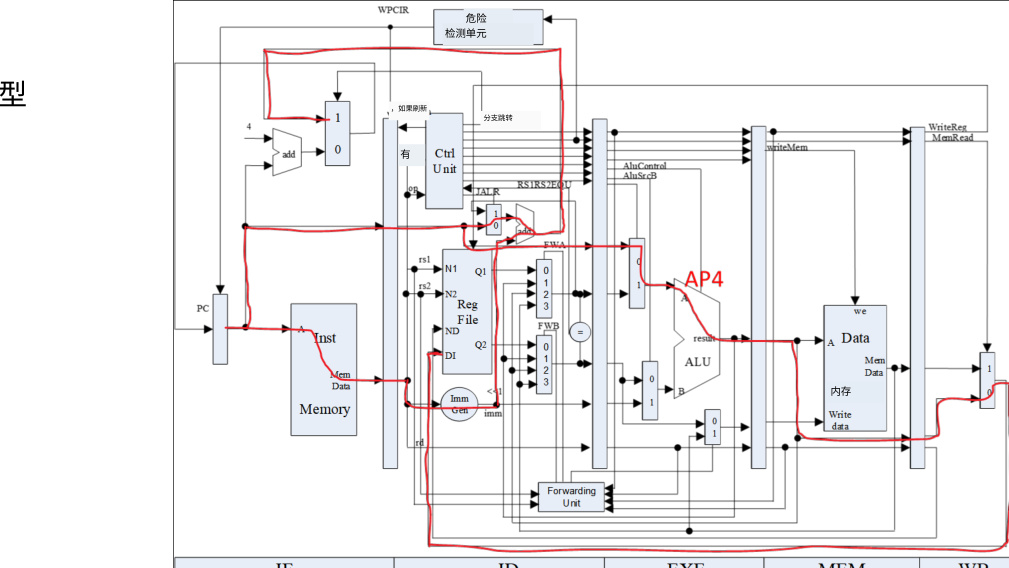 型
WPCIR
危险
检测单元
如果刷新
分支跳转
有
4
add
1
0
Ctrl
Unit
op
JALR
RS1RS2EQU
1
0
add
AluControl
AluSrcB
writeMem
WriteReg
MemRead
PC
A
Inst
Mem
Data
Memory
rs1
rs2
N1
N2
ND
DI
Q1
Q2
Reg
File
FWA
0
1
2
3
FWB
0
1
2
3
=
Imm
Gen
<<1
imm
rd
0
1
AP4
A
result
ALU
B
0
1
0
1
we
A
Data
Mem
Data
内存
Write
data
1
0
Forwarding
Unit
IF
ID
EXE
MEM
WB